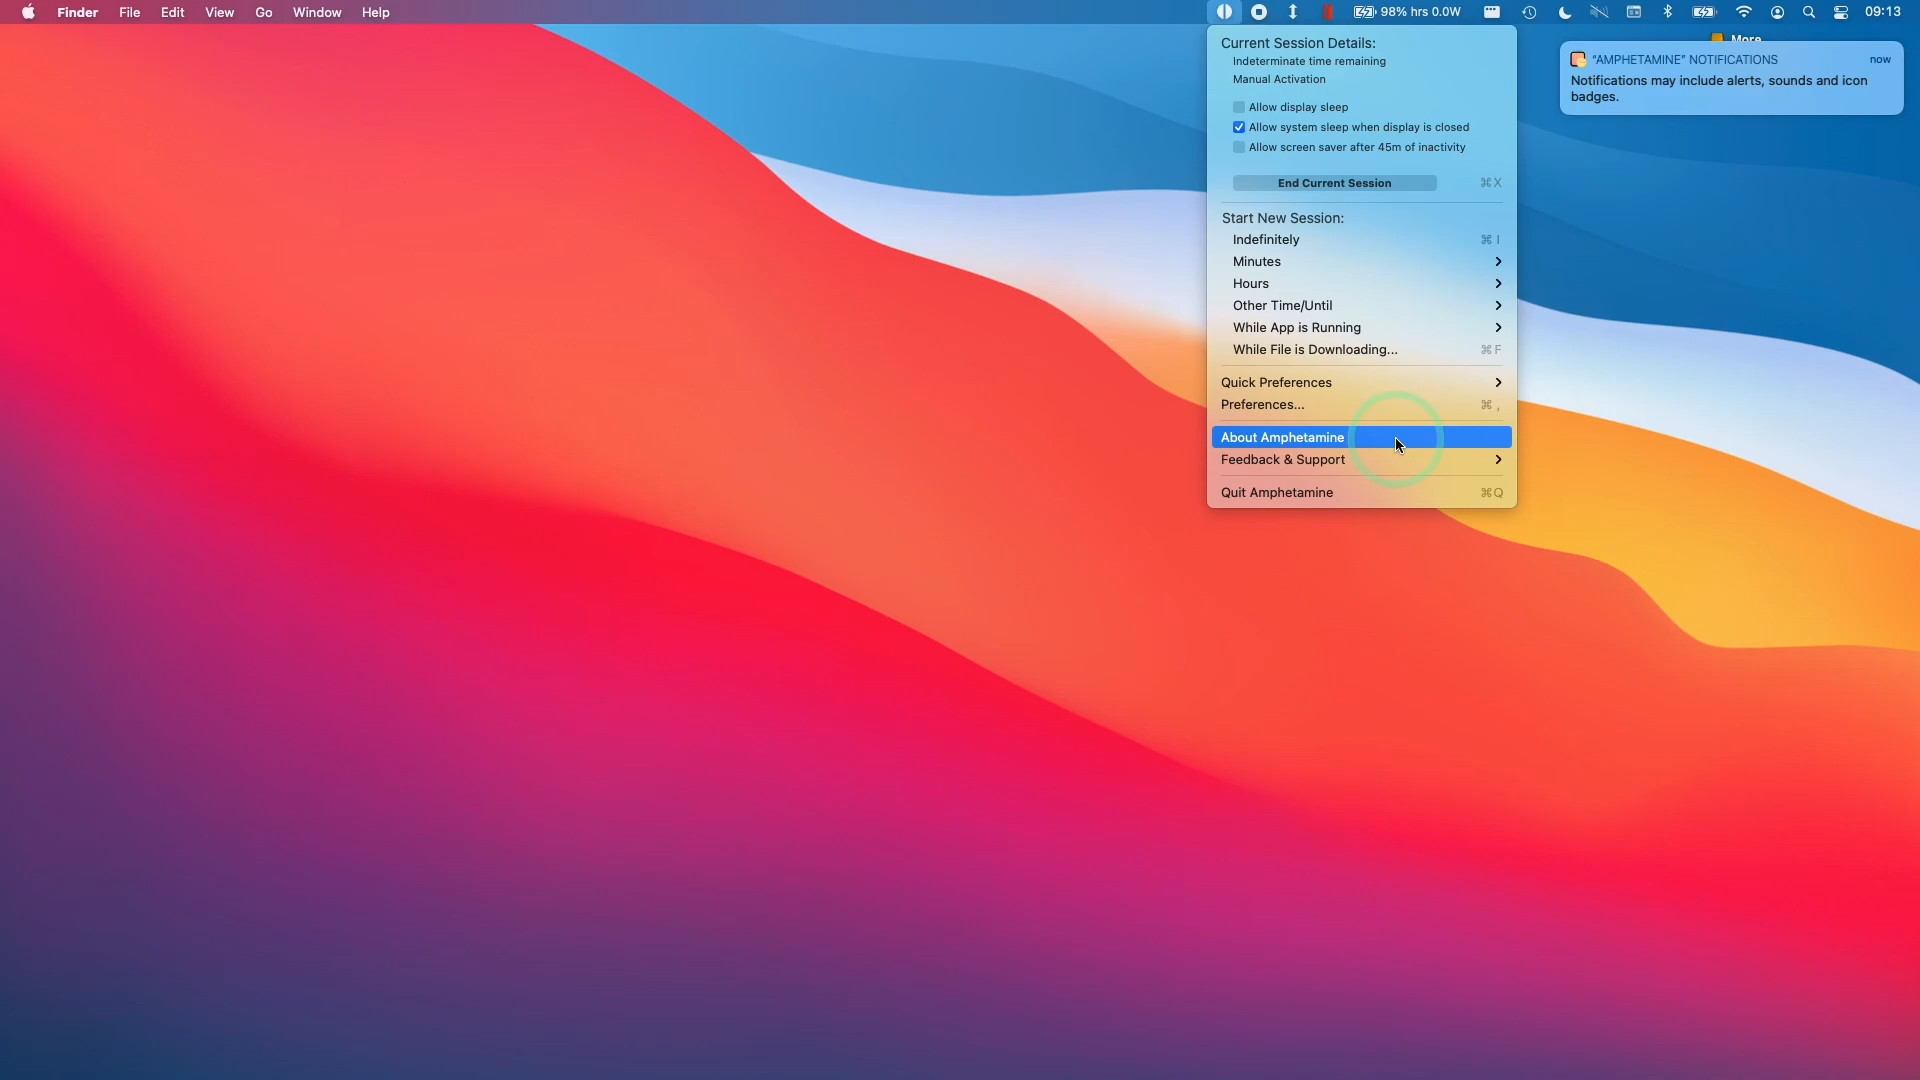 Finder File Edit View Go Window Help 98% hrs 0.0W 09:13
More
"AMPHETAMINE" NOTIFICATIONS now
Notifications may include alerts, sounds and icon
badges.
Current Session Details:
Indeterminate time remaining
Manual Activation
Allow display sleep
Allow system sleep when display is closed
Allow screen saver after 45m of inactivity
End Current Session ⌘X
Start New Session:
Indefinitely ⌘I
Minutes
Hours
Other Time/Until
While App is Running
While File is Downloading... ⌘F
Quick Preferences
Preferences... ⌘,
About Amphetamine
Feedback & Support
Quit Amphetamine ⌘Q